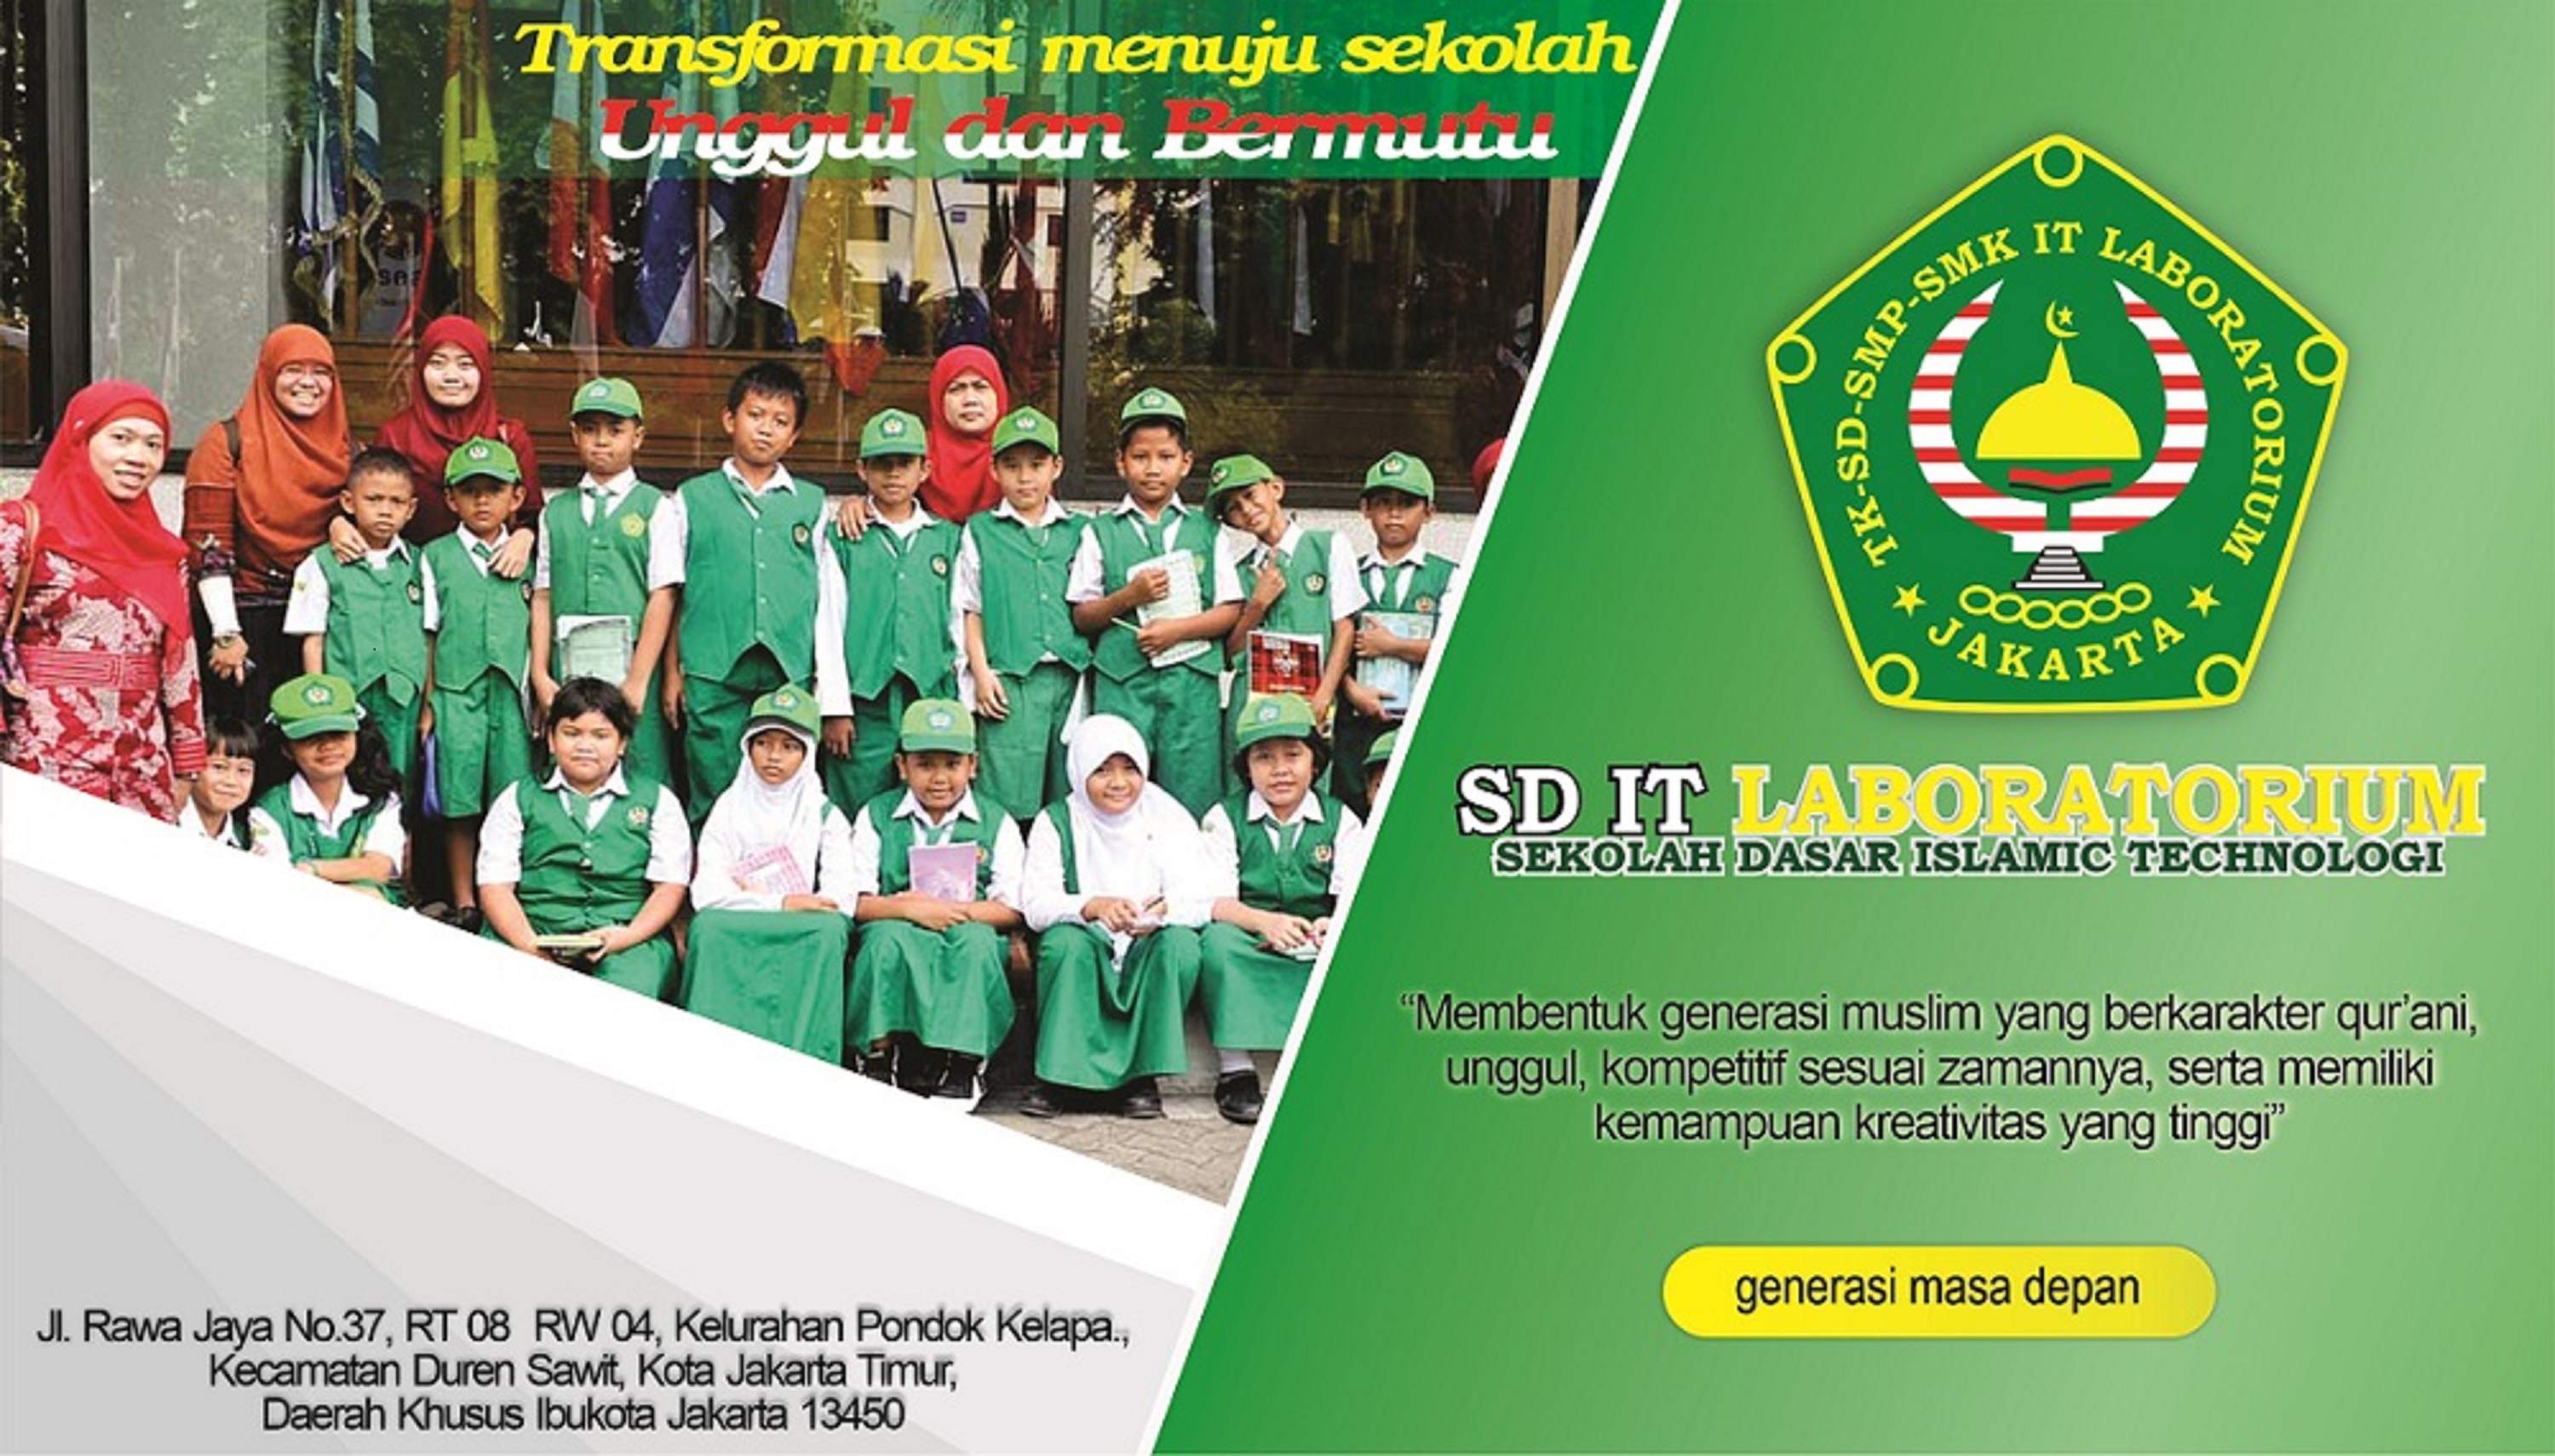 Transformasi menuju sekolah
Unggul dan Bermutu
TK-SD-SMP-SMK IT LABORATORIUM
JAKARTA
SD IT LABORATORIUM
SEKOLAH DASAR ISLAMIC TECHNOLOGI
“Membentuk generasi muslim yang berkarakter qur’ani,
unggul, kompetitif sesuai zamannya, serta memiliki
kemampuan kreativitas yang tinggi”
generasi masa depan
Jl. Rawa Jaya No.37, RT 08 RW 04, Kelurahan Pondok Kelapa.,
Kecamatan Duren Sawit, Kota Jakarta Timur,
Daerah Khusus Ibukota Jakarta 13450